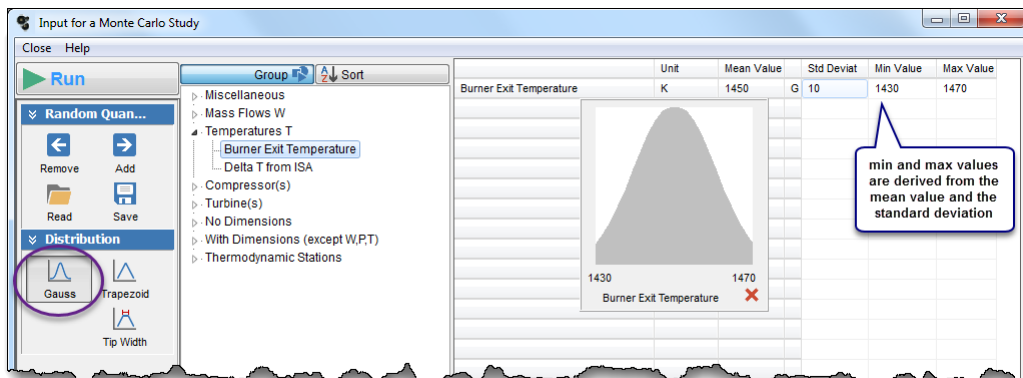 Input for a Monte Carlo Study
Close Help
Run
Random Quan...
Remove Add
Read Save
Distribution
Gauss Trapezoid
Tip Width
Group Sort
Miscellaneous
Mass Flows W
Temperatures T
Burner Exit Temperature
Delta T from ISA
Compressor(s)
Turbine(s)
No Dimensions
With Dimensions (except W,P,T)
Thermodynamic Stations
Unit Mean Value Std Deviat Min Value Max Value
Burner Exit Temperature K 1450 G 10 1430 1470
1430 1470
Burner Exit Temperature
min and max values
are derived from the
mean value and the
standard deviation